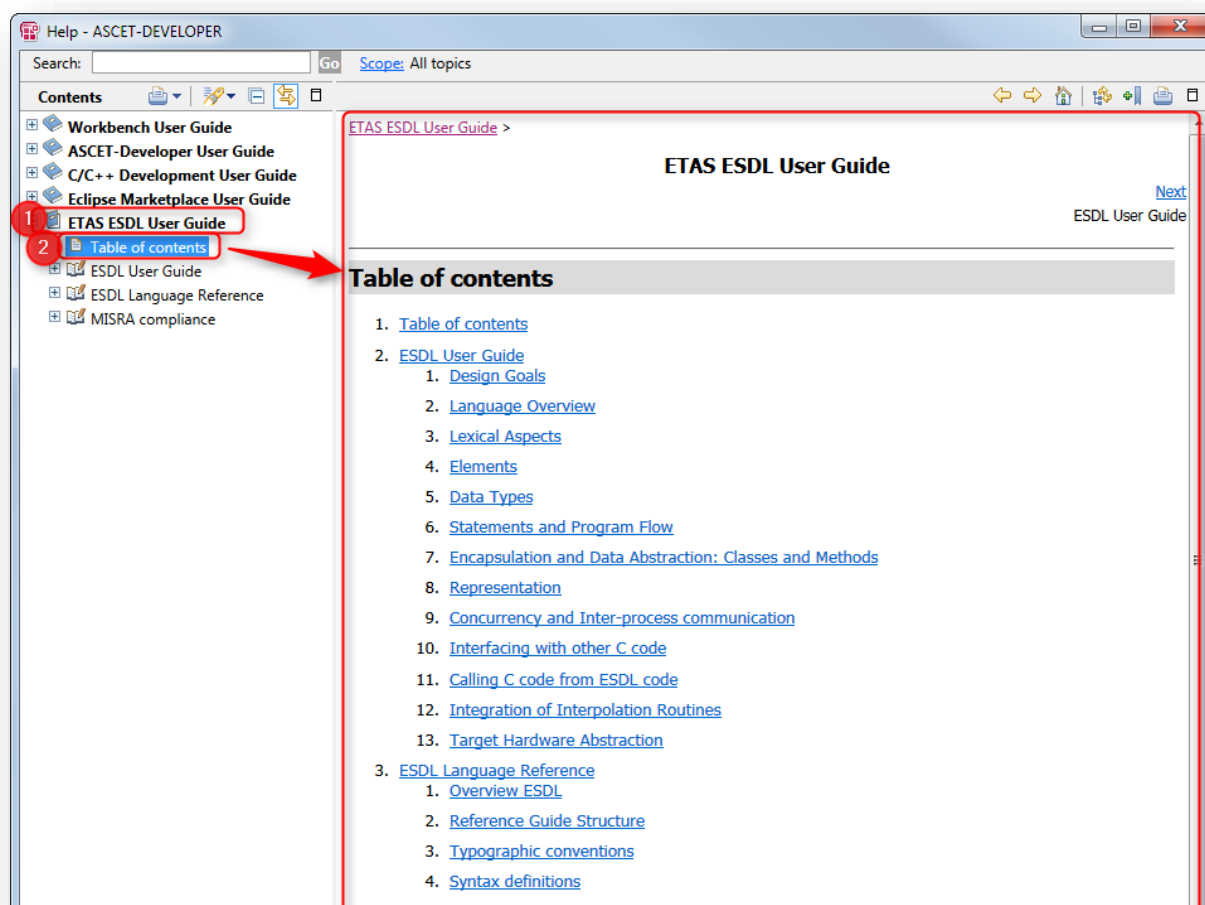 Help - ASCET-DEVELOPER
Search:
Go
Scope: All topics
Contents
Workbench User Guide
ASCET-Developer User Guide
C/C++ Development User Guide
Eclipse Marketplace User Guide
1
ETAS ESDL User Guide
2
Table of contents
ESDL User Guide
ESDL Language Reference
MISRA compliance
ETAS ESDL User Guide >
ETAS ESDL User Guide
Next
ESDL User Guide
Table of contents
1. Table of contents
2. ESDL User Guide
1. Design Goals
2. Language Overview
3. Lexical Aspects
4. Elements
5. Data Types
6. Statements and Program Flow
7. Encapsulation and Data Abstraction: Classes and Methods
8. Representation
9. Concurrency and Inter-process communication
10. Interfacing with other C code
11. Calling C code from ESDL code
12. Integration of Interpolation Routines
13. Target Hardware Abstraction
3. ESDL Language Reference
1. Overview ESDL
2. Reference Guide Structure
3. Typographic conventions
4. Syntax definitions